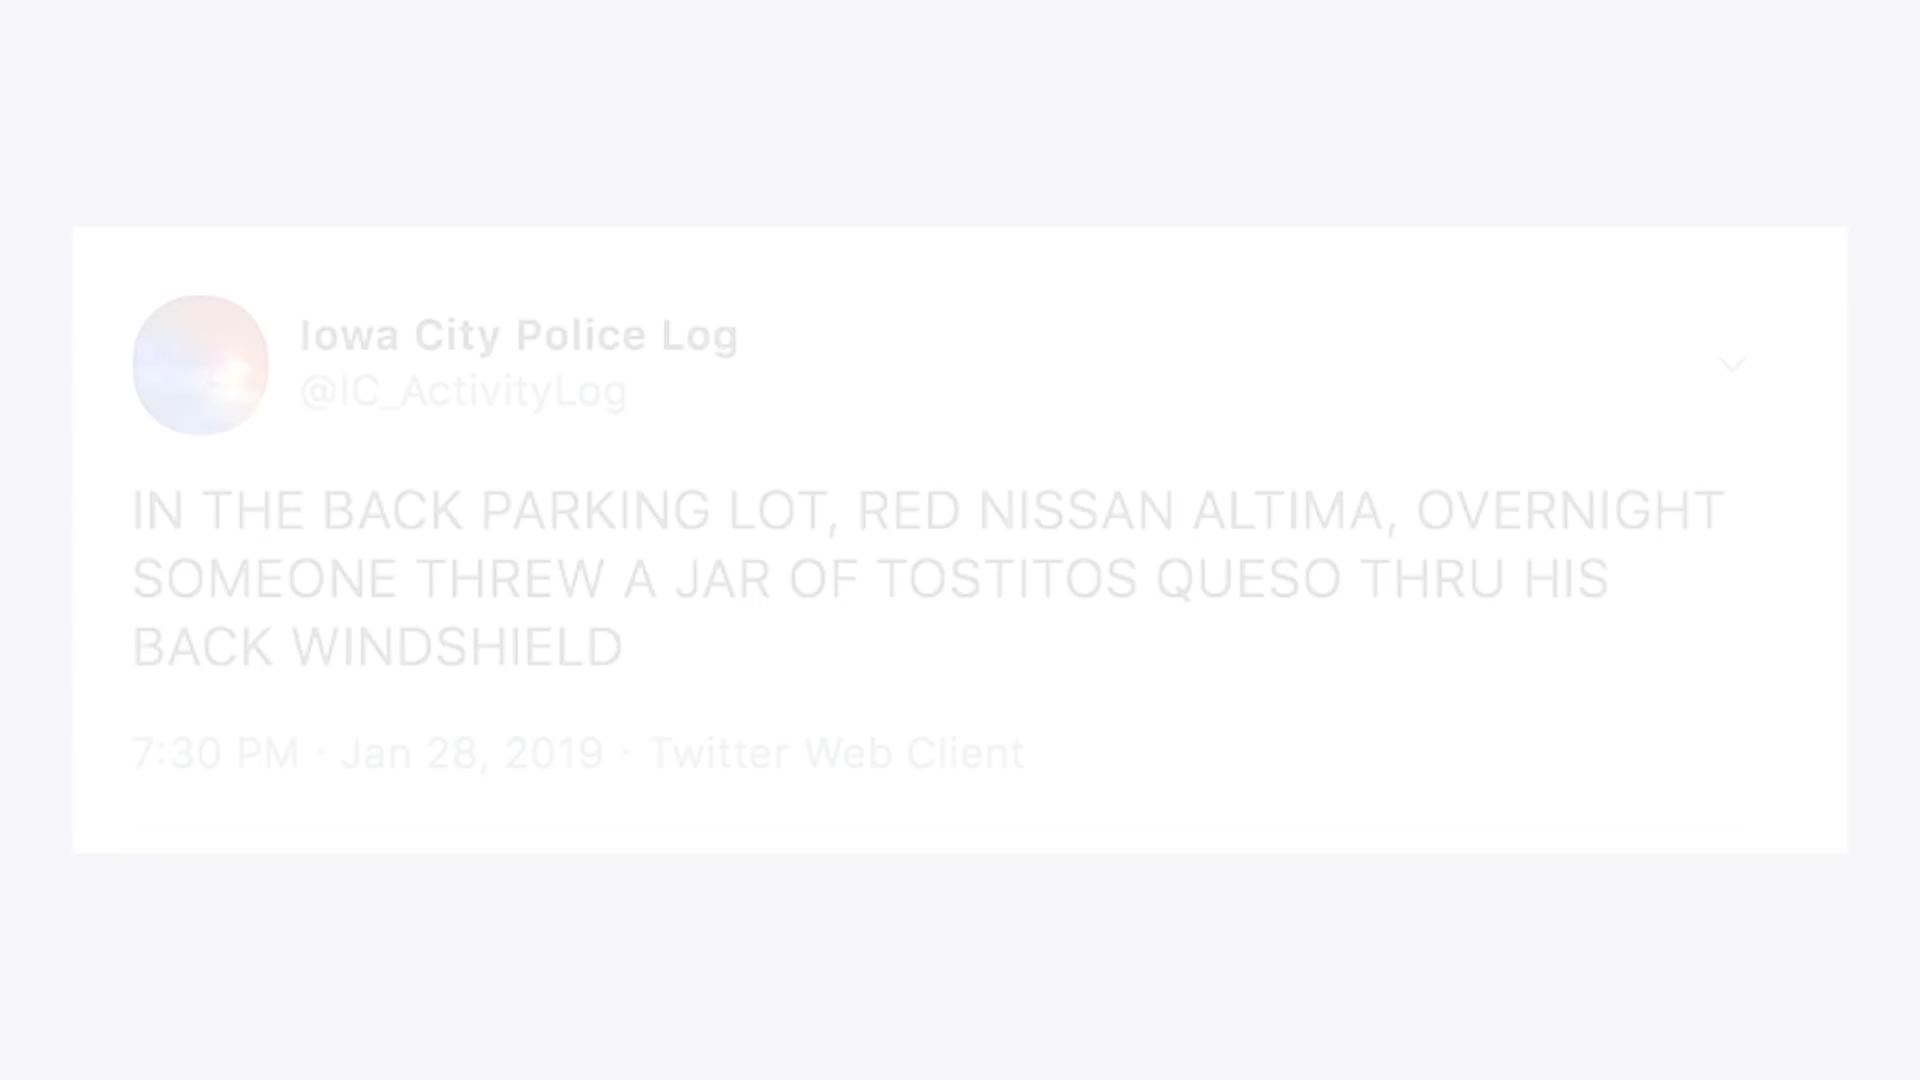 Iowa City Police Log
@IC_ActivityLog
IN THE BACK PARKING LOT, RED NISSAN ALTIMA, OVERNIGHT
SOMEONE THREW A JAR OF TOSTITOS QUESO THRU HIS
BACK WINDSHIELD
7:30 PM · Jan 28, 2019 · Twitter Web Client